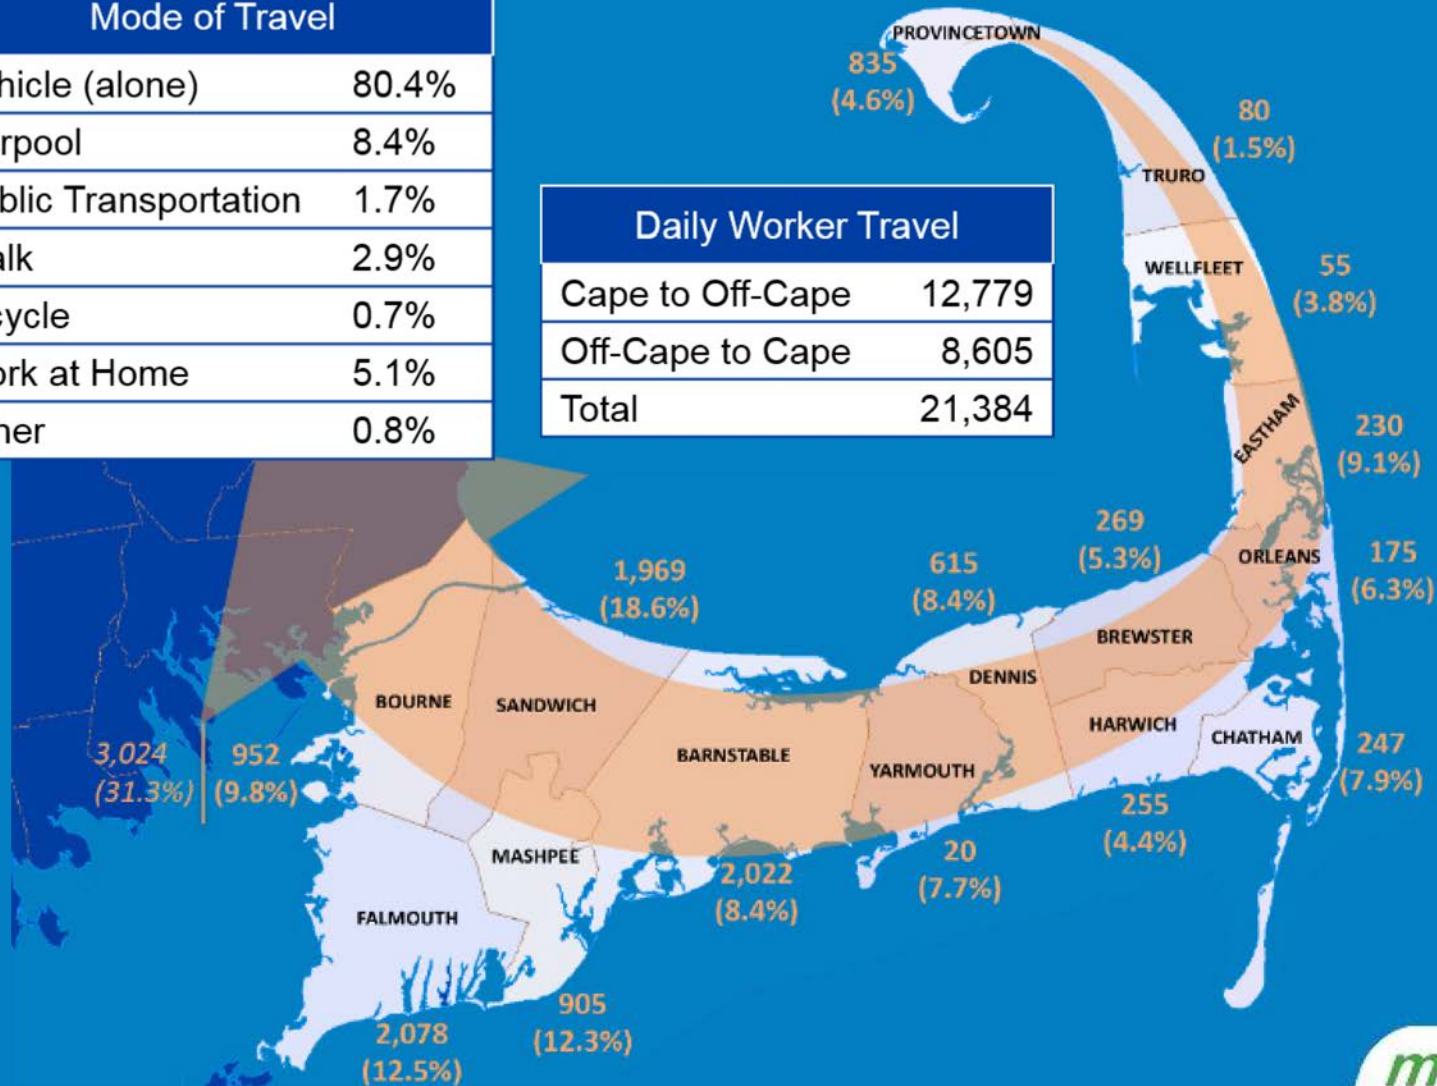 Mode of Travel
hicle (alone) 80.4%
rpool 8.4%
blic Transportation 1.7%
alk 2.9%
cycle 0.7%
ork at Home 5.1%
her 0.8%
PROVINCETOWN
835
(4.6%)
80
(1.5%)
TRURO
Daily Worker Travel
Cape to Off-Cape 12,779
Off-Cape to Cape 8,605
Total 21,384
WELLFLEET
55
(3.8%)
EASTHAM
230
(9.1%)
269
(5.3%)
ORLEANS
175
(6.3%)
1,969
(18.6%)
615
(8.4%)
BREWSTER
DENNIS
BOURNE
SANDWICH
HARWICH
CHATHAM
BARNSTABLE
YARMOUTH
247
(7.9%)
3,024
(31.3%)
952
(9.8%)
255
(4.4%)
MASHPEE
20
(7.7%)
2,022
(8.4%)
FALMOUTH
905
(12.3%)
2,078
(12.5%)
m